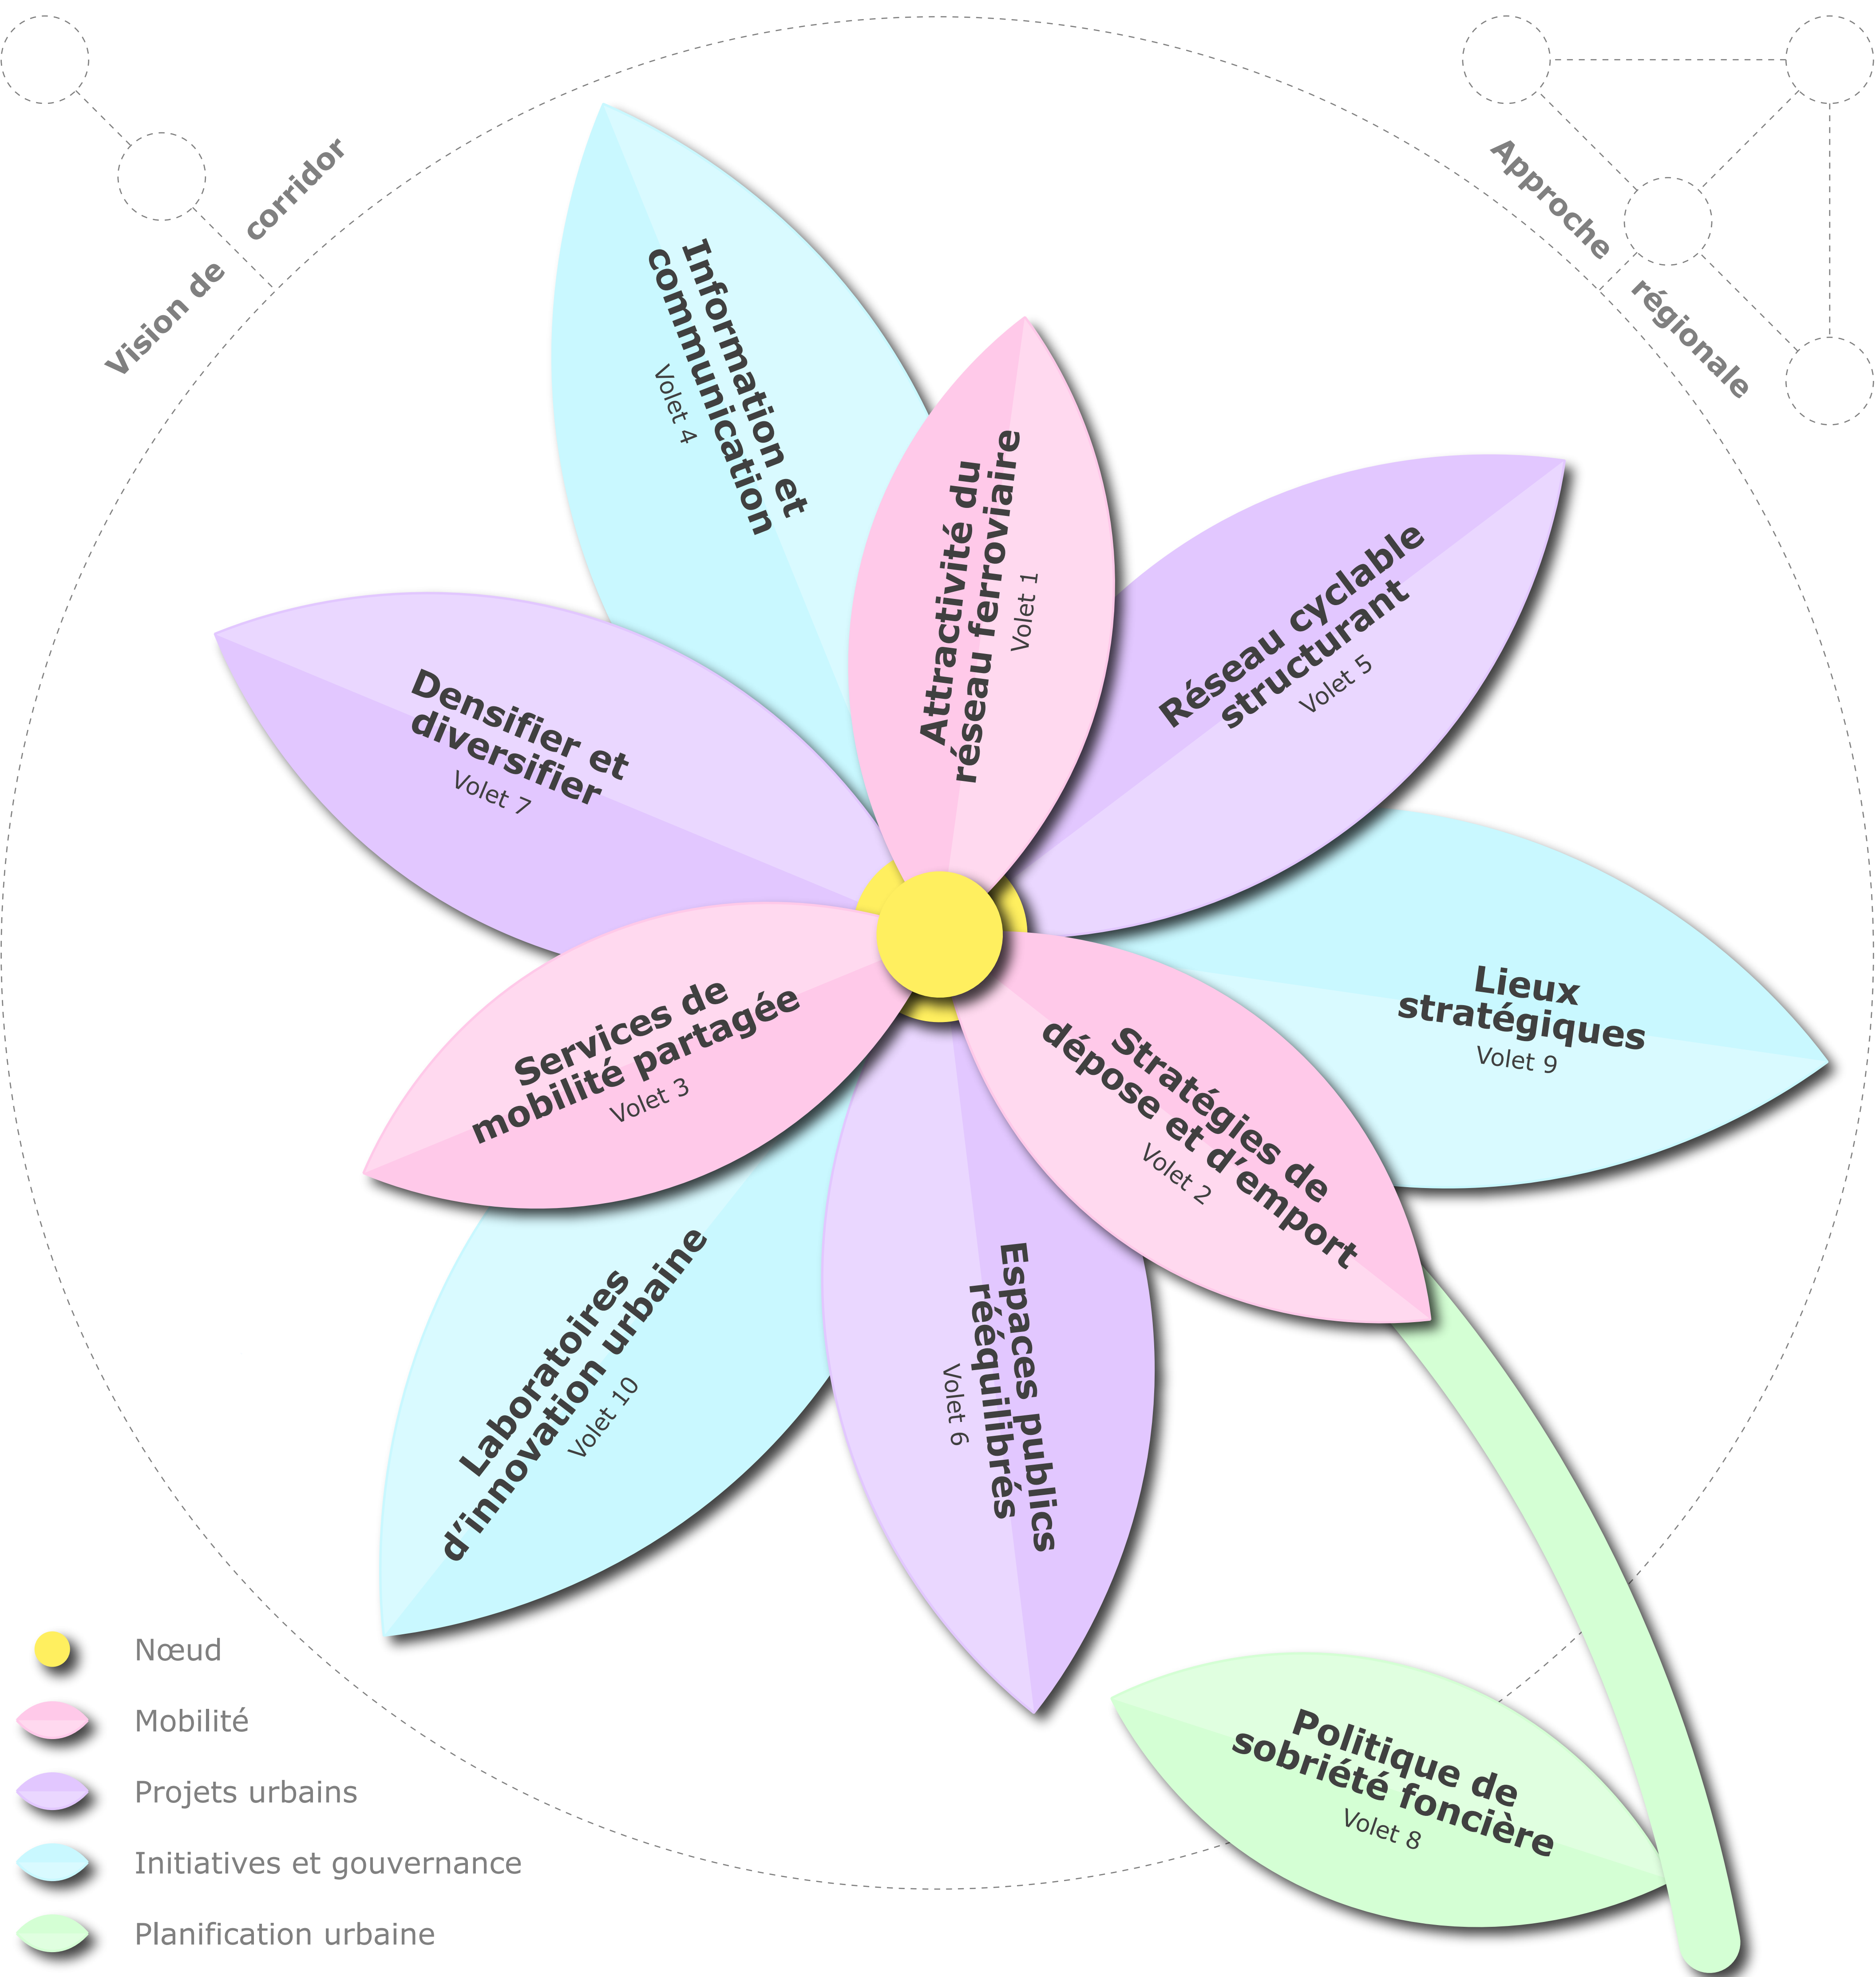 Vision de corridor
Approche régionale
Information et
communication
Volet 4
Attractivité du
réseau ferroviaire
Volet 1
Réseau cyclable
structurant
Volet 5
Densifier et
diversifier
Volet 7
Lieux
stratégiques
Volet 9
Services de
mobilité partagée
Volet 3
Stratégies de
dépose et d’emport
Volet 2
Laboratoires
d’innovation urbaine
Volet 10
Espaces publics
rééquilibrés
Volet 6
Politique de
sobriété foncière
Volet 8
Nœud
Mobilité
Projets urbains
Initiatives et gouvernance
Planification urbaine